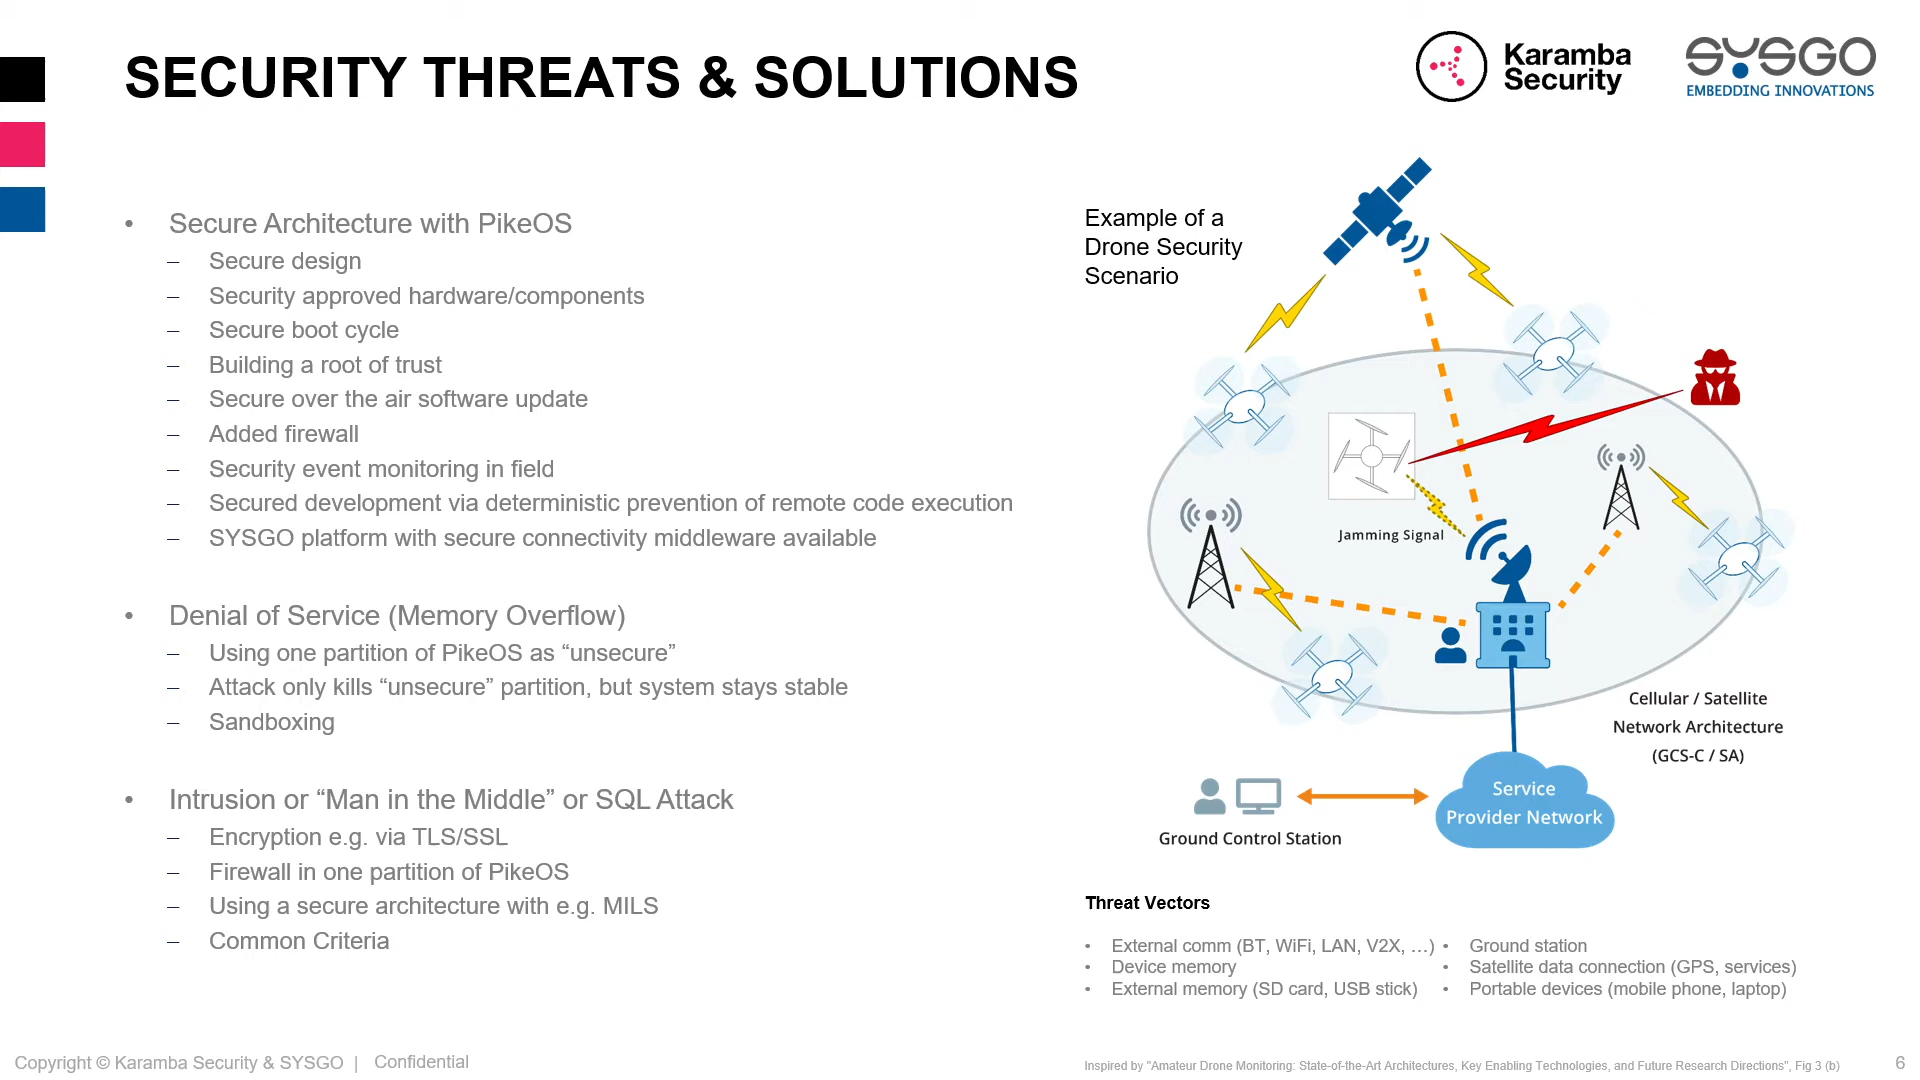 SECURITY THREATS & SOLUTIONS
Karamba
Security
SYSGO
EMBEDDING INNOVATIONS
• Secure Architecture with PikeOS
– Secure design
– Security approved hardware/components
– Secure boot cycle
– Building a root of trust
– Secure over the air software update
– Added firewall
– Security event monitoring in field
– Secured development via deterministic prevention of remote code execution
– SYSGO platform with secure connectivity middleware available
• Denial of Service (Memory Overflow)
– Using one partition of PikeOS as “unsecure”
– Attack only kills “unsecure” partition, but system stays stable
– Sandboxing
• Intrusion or “Man in the Middle” or SQL Attack
– Encryption e.g. via TLS/SSL
– Firewall in one partition of PikeOS
– Using a secure architecture with e.g. MILS
– Common Criteria
Example of a
Drone Security
Scenario
Jamming Signal
Cellular / Satellite
Network Architecture
(GCS-C / SA)
Service
Provider Network
Ground Control Station
Threat Vectors
• External comm (BT, WiFi, LAN, V2X, …)
• Device memory
• External memory (SD card, USB stick)
• Ground station
• Satellite data connection (GPS, services)
• Portable devices (mobile phone, laptop)
Copyright © Karamba Security & SYSGO | Confidential
Inspired by "Amateur Drone Monitoring: State-of-the-Art Architectures, Key Enabling Technologies, and Future Research Directions", Fig 3 (b)
6